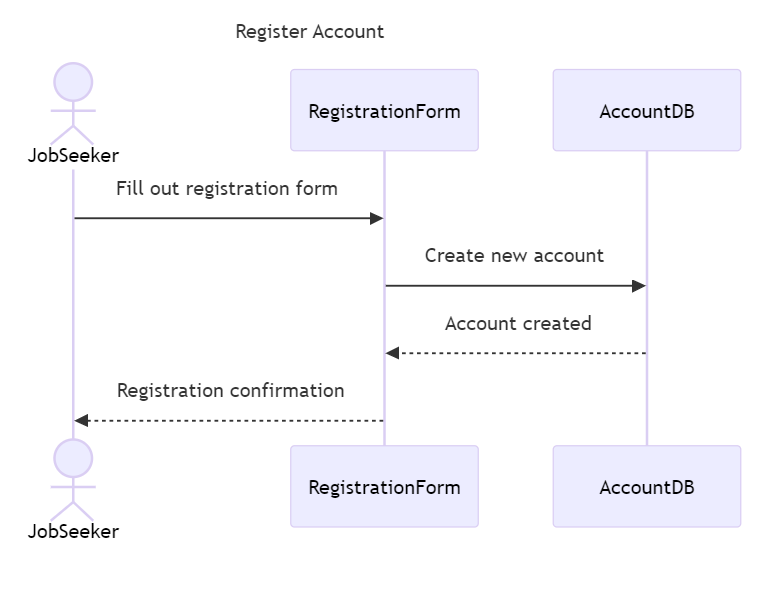 Register Account
JobSeeker
RegistrationForm
AccountDB
Fill out registration form
Create new account
Account created
Registration confirmation
JobSeeker
RegistrationForm
AccountDB